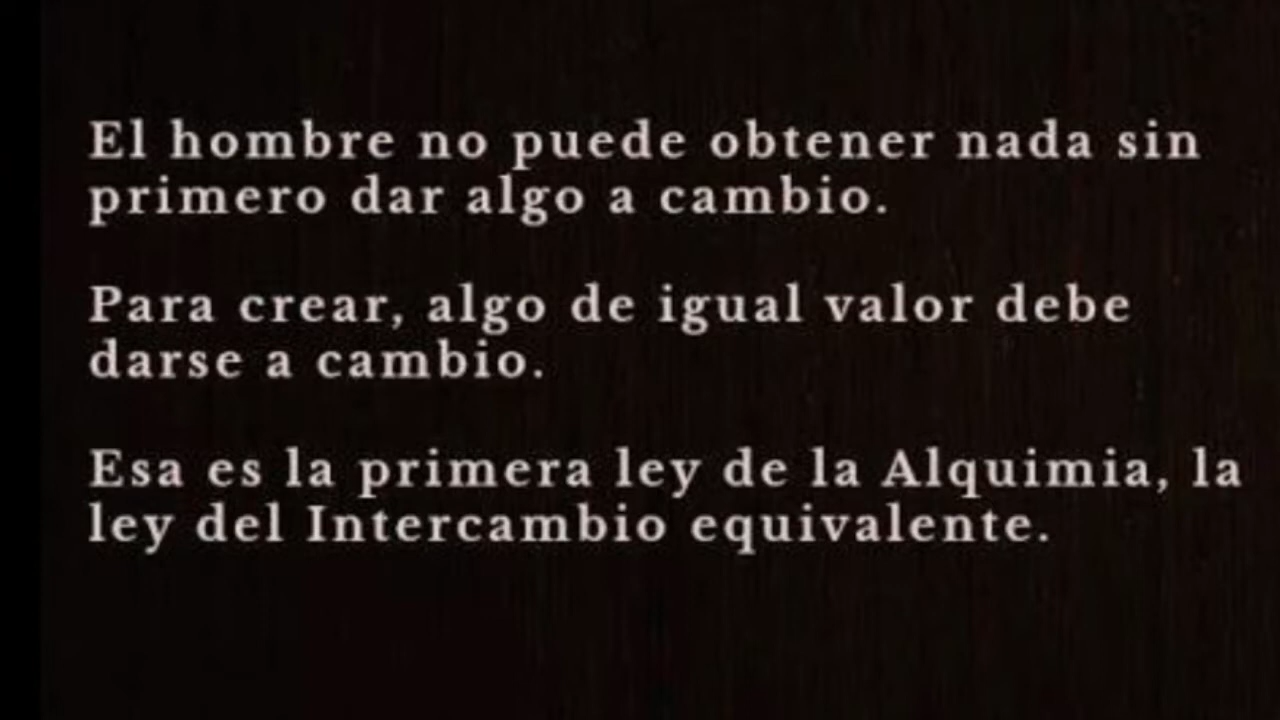 El hombre no puede obtener nada sin
primero dar algo a cambio.
Para crear, algo de igual valor debe
darse a cambio.
Esa es la primera ley de la Alquimia, la
ley del Intercambio equivalente.